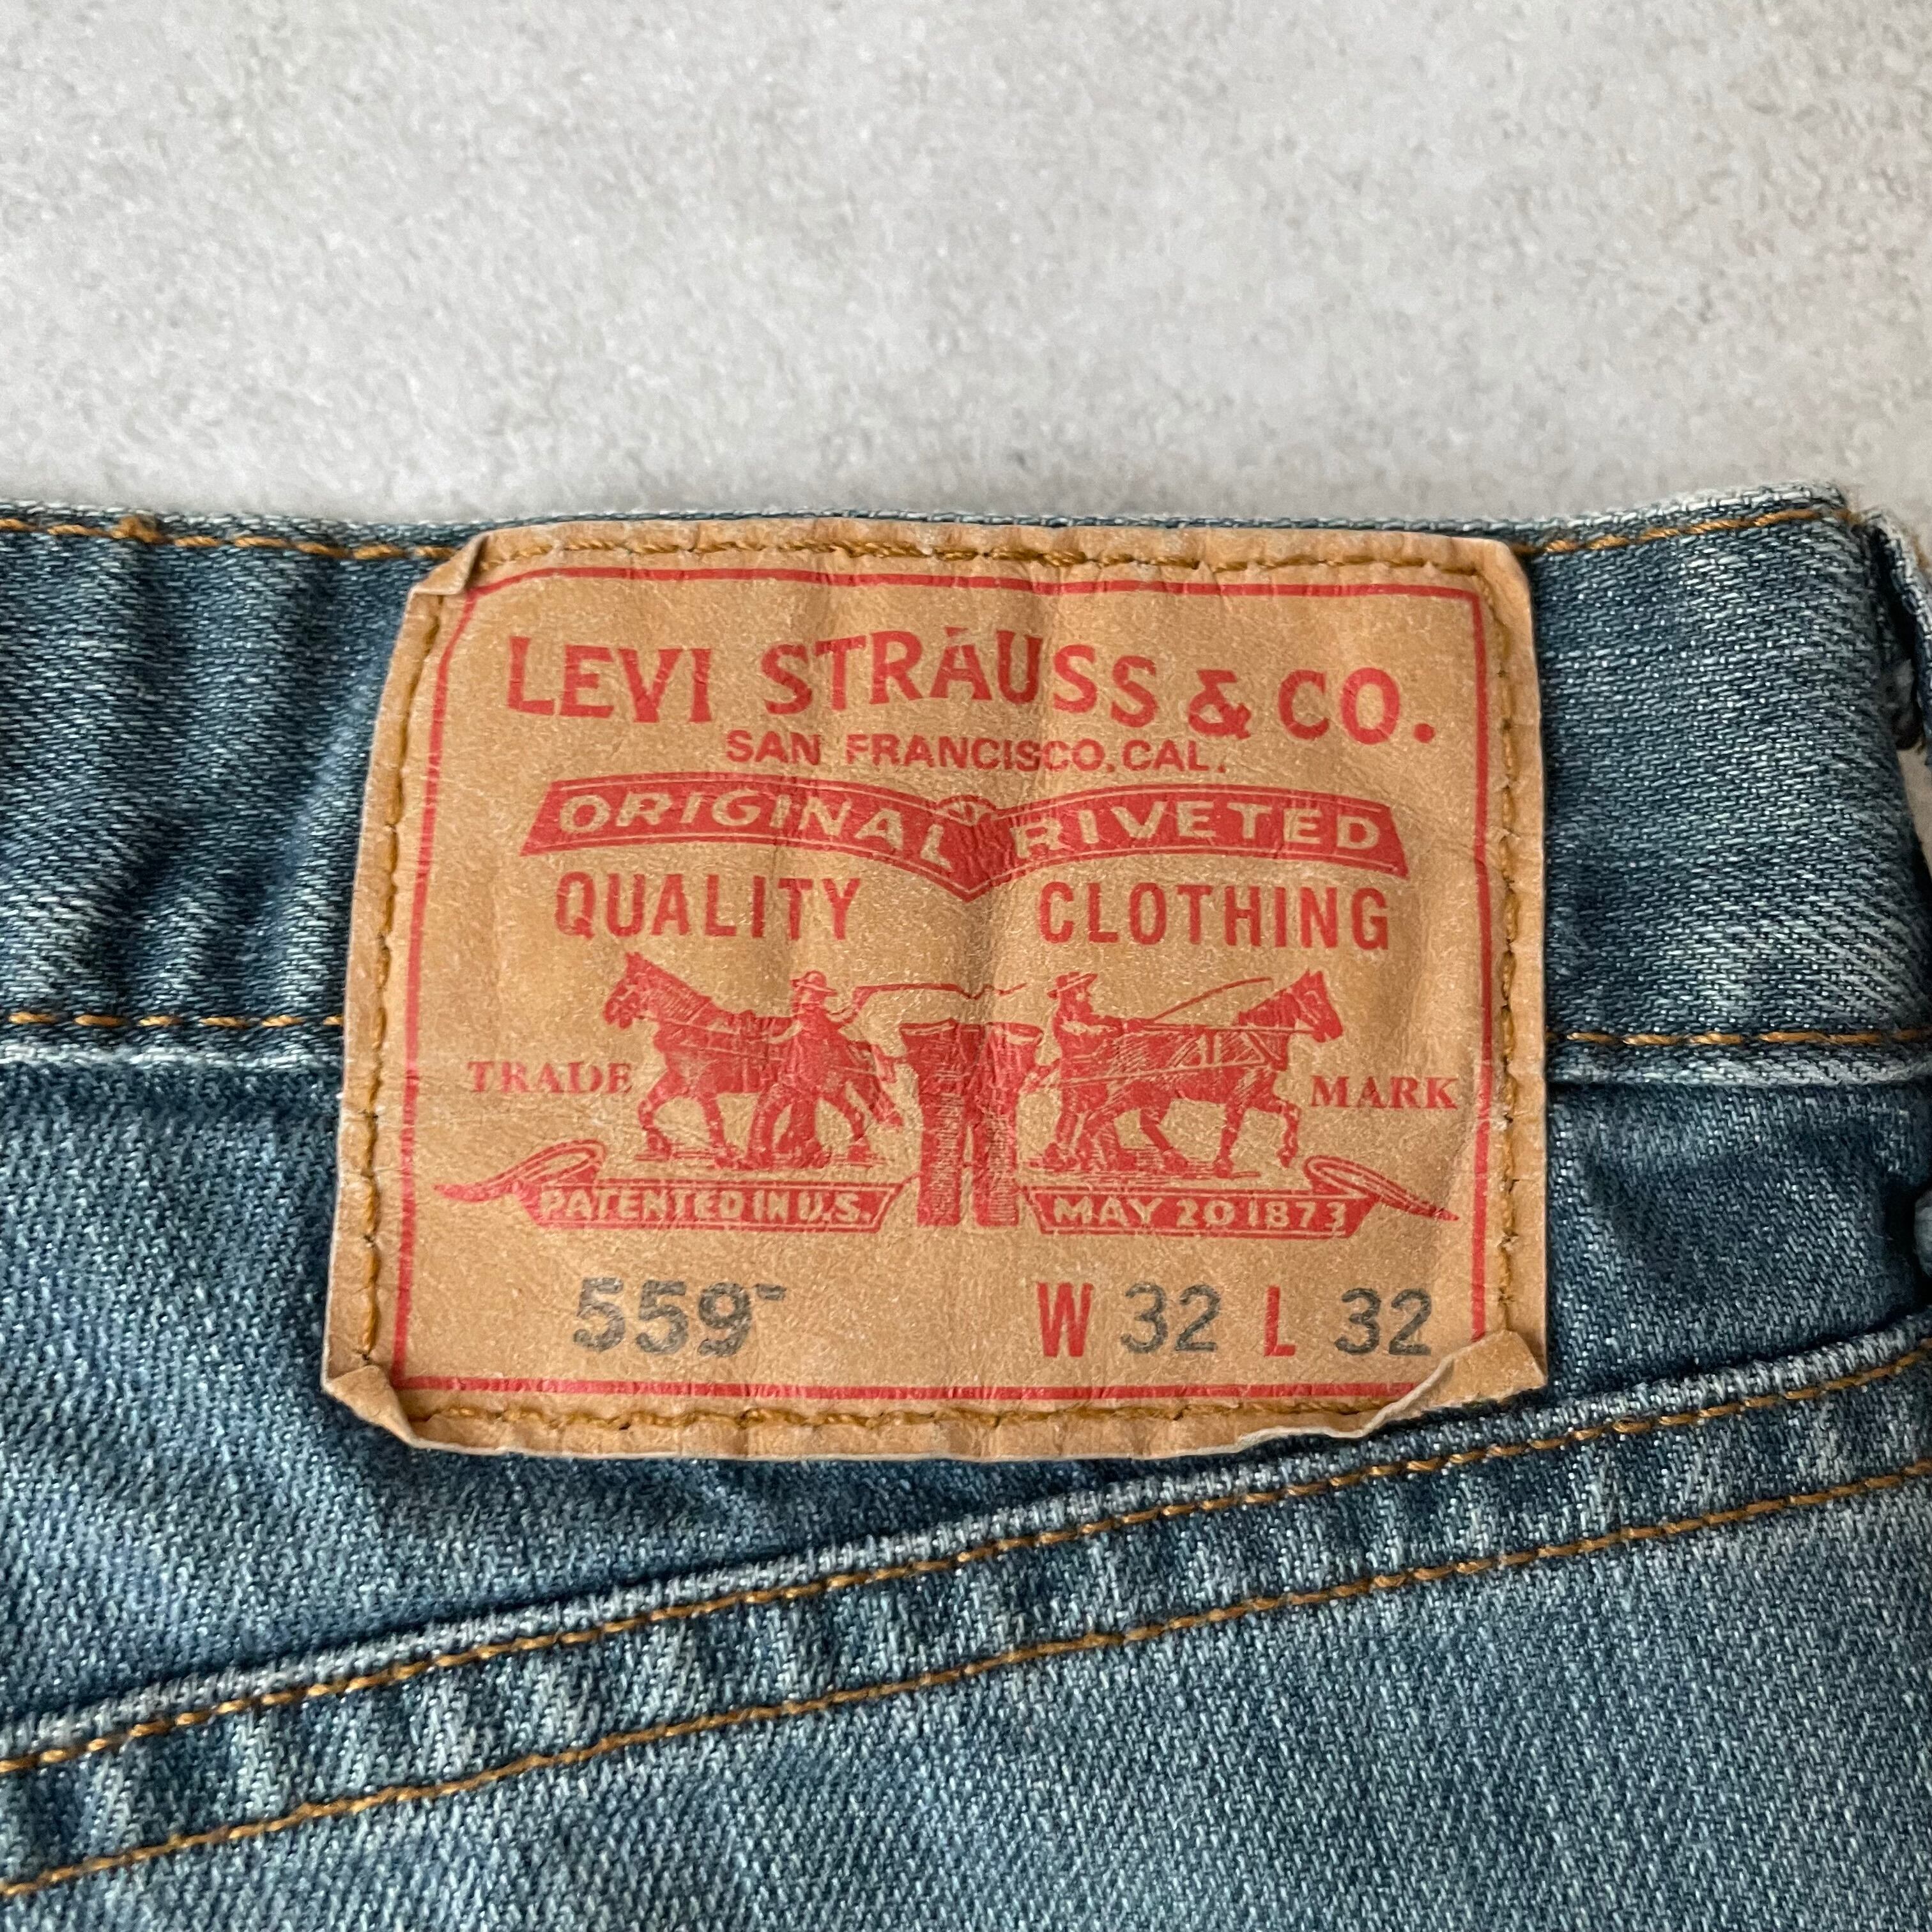 LEVI STRAUSS & CO.
SAN FRANCISCO, CAL.
ORIGINAL RIVETED
QUALITY CLOTHING
TRADE MARK
PATENTED IN U.S. MAY 20 1873
559™ W 32 L 32